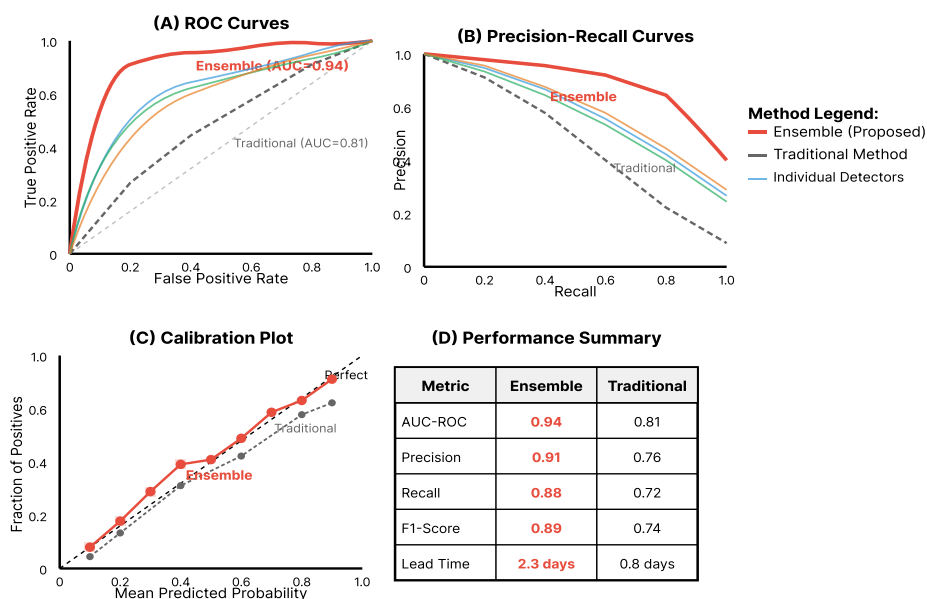 (A) ROC Curves
1.0
0.8
0.6
0.4
0.2
0
0
0.2
0.4
0.6
0.8
1.0
True Positive Rate
False Positive Rate
Ensemble (AUC=0.94)
Traditional (AUC=0.81)
(B) Precision-Recall Curves
1.0
0.8
0.6
0.4
0.2
0
0
0.2
0.4
0.6
0.8
1.0
Precision
Recall
Ensemble
Traditional
Method Legend:
Ensemble (Proposed)
Traditional Method
Individual Detectors
(C) Calibration Plot
1.0
0.6
0.4
0.2
0
0
0.2
0.4
0.6
0.8
1.0
Fraction of Positives
Mean Predicted Probability
Perfect
Traditional
Ensemble
(D) Performance Summary
Metric Ensemble Traditional
AUC-ROC 0.94 0.81
Precision 0.91 0.76
Recall 0.88 0.72
F1-Score 0.89 0.74
Lead Time 2.3 days 0.8 days